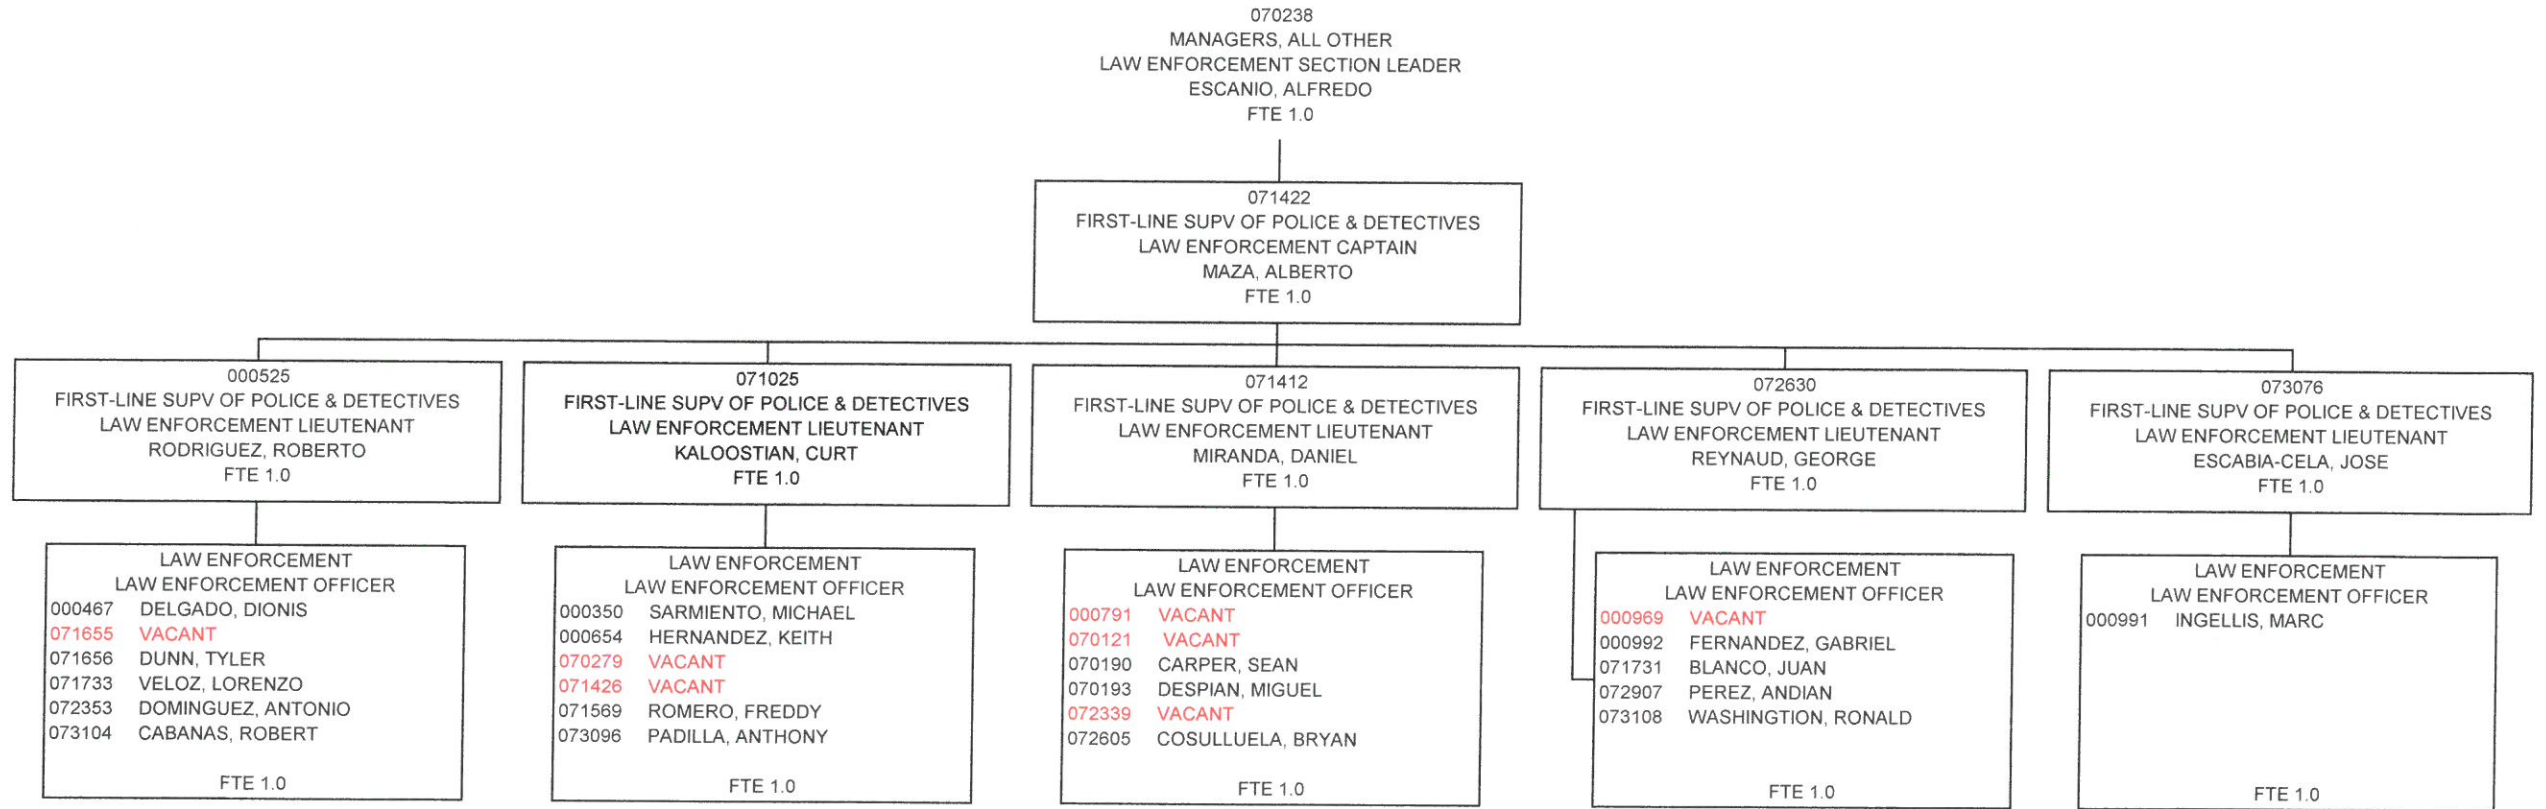 070238
MANAGERS, ALL OTHER
LAW ENFORCEMENT SECTION LEADER
ESCANIO, ALFREDO
FTE 1.0
071422
FIRST-LINE SUPV OF POLICE & DETECTIVES
LAW ENFORCEMENT CAPTAIN
MAZA, ALBERTO
FTE 1.0
000525
FIRST-LINE SUPV OF POLICE & DETECTIVES
LAW ENFORCEMENT LIEUTENANT
RODRIGUEZ, ROBERTO
FTE 1.0
071025
FIRST-LINE SUPV OF POLICE & DETECTIVES
LAW ENFORCEMENT LIEUTENANT
KALOOSTIAN, CURT
FTE 1.0
071412
FIRST-LINE SUPV OF POLICE & DETECTIVES
LAW ENFORCEMENT LIEUTENANT
MIRANDA, DANIEL
FTE 1.0
072630
FIRST-LINE SUPV OF POLICE & DETECTIVES
LAW ENFORCEMENT LIEUTENANT
REYNAUD, GEORGE
FTE 1.0
073076
FIRST-LINE SUPV OF POLICE & DETECTIVES
LAW ENFORCEMENT LIEUTENANT
ESCABIA-CELA, JOSE
FTE 1.0
LAW ENFORCEMENT
LAW ENFORCEMENT OFFICER
000467 DELGADO, DIONIS
071655 VACANT
071656 DUNN, TYLER
071733 VELOZ, LORENZO
072353 DOMINGUEZ, ANTONIO
073104 CABANAS, ROBERT
FTE 1.0
LAW ENFORCEMENT
LAW ENFORCEMENT OFFICER
000350 SARMIENTO, MICHAEL
000654 HERNANDEZ, KEITH
070279 VACANT
071426 VACANT
071569 ROMERO, FREDDY
073096 PADILLA, ANTHONY
FTE 1.0
LAW ENFORCEMENT
LAW ENFORCEMENT OFFICER
000791 VACANT
070121 VACANT
070190 CARPER, SEAN
070193 DESPIAN, MIGUEL
072339 VACANT
072605 COSULLUELA, BRYAN
FTE 1.0
LAW ENFORCEMENT
LAW ENFORCEMENT OFFICER
000969 VACANT
000992 FERNANDEZ, GABRIEL
071731 BLANCO, JUAN
072907 PEREZ, ANDIAN
073108 WASHINGTION, RONALD
FTE 1.0
LAW ENFORCEMENT
LAW ENFORCEMENT OFFICER
000991 INGELLIS, MARC
FTE 1.0